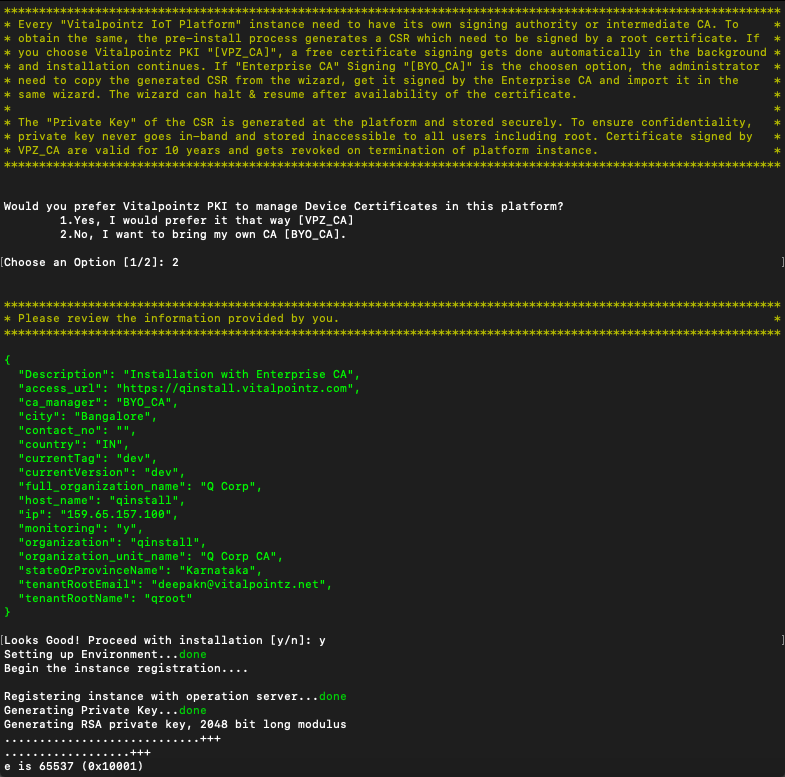 **************************************************************************************************************
* Every "Vitalpointz IoT Platform" instance need to have its own signing authority or intermediate CA. To     *
* obtain the same, the pre-install process generates a CSR which need to be signed by a root certificate. If  *
* you choose Vitalpointz PKI "[VPZ_CA]", a free certificate signing gets done automatically in the background *
* and installation continues. If "Enterprise CA" Signing "[BYO_CA]" is the choosen option, the administrator  *
* need to copy the generated CSR from the wizard, get it signed by the Enterprise CA and import it in the     *
* same wizard. The wizard can halt & resume after availability of the certificate.                            *
*                                                                                                             *
* The "Private Key" of the CSR is generated at the platform and stored securely. To ensure confidentiality,   *
* private key never goes in-band and stored inaccessible to all users including root. Certificate signed by   *
* VPZ_CA are valid for 10 years and gets revoked on termination of platform instance.                         *
**************************************************************************************************************
Would you prefer Vitalpointz PKI to manage Device Certificates in this platform?
1.Yes, I would prefer it that way [VPZ_CA]
2.No, I want to bring my own CA [BYO_CA].
[Choose an Option [1/2]: 2 ]
**************************************************************************************************************
* Please review the information provided by you.                                                              *
**************************************************************************************************************
{
"Description": "Installation with Enterprise CA",
"access_url": "https://qinstall.vitalpointz.com",
"ca_manager": "BYO_CA",
"city": "Bangalore",
"contact_no": "",
"country": "IN",
"currentTag": "dev",
"currentVersion": "dev",
"full_organization_name": "Q Corp",
"host_name": "qinstall",
"ip": "159.65.157.100",
"monitoring": "y",
"organization": "qinstall",
"organization_unit_name": "Q Corp CA",
"stateOrProvinceName": "Karnataka",
"tenantRootEmail": "deepakn@vitalpointz.net",
"tenantRootName": "qroot"
}
[Looks Good! Proceed with installation [y/n]: y ]
Setting up Environment...done
Begin the instance registration....
Registering instance with operation server...done
Generating Private Key...done
Generating RSA private key, 2048 bit long modulus
............................+++
..................+++
e is 65537 (0x10001)